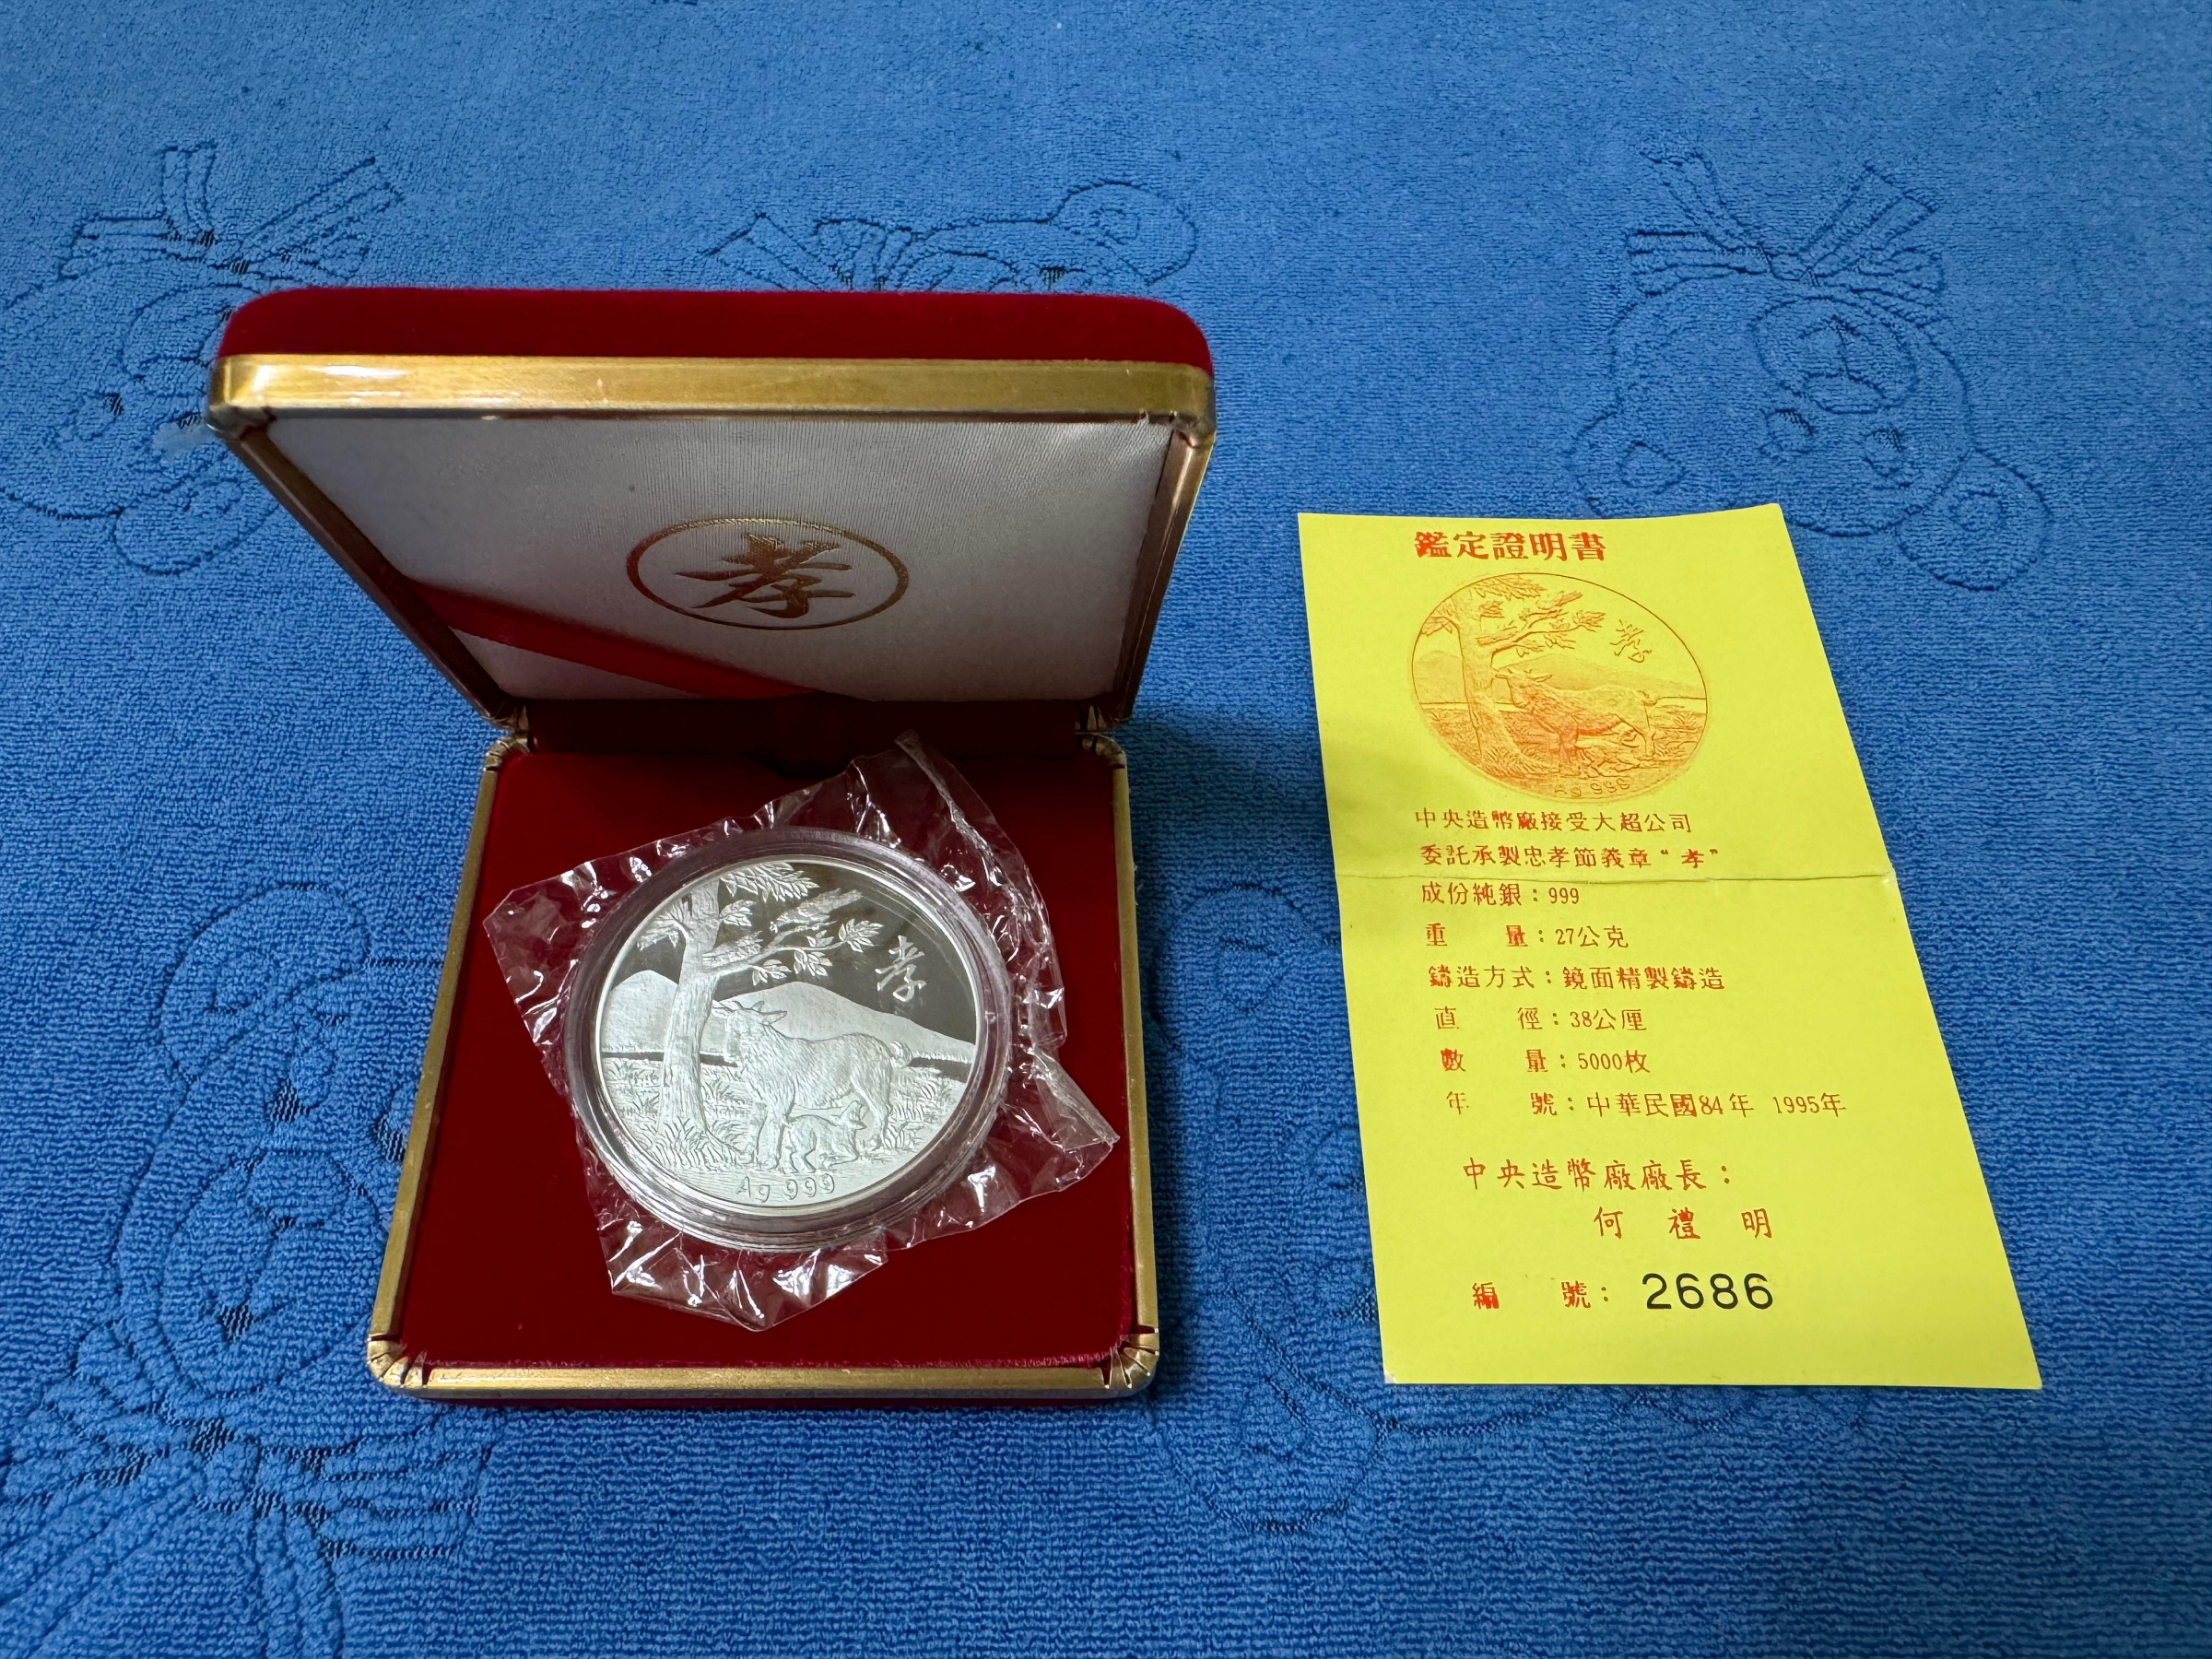 孝
孝
Ag 999
鑑定證明書
孝
Ag 999
中央造幣廠接受大超公司
委託承製忠孝節義章“孝”
成份純銀：999
重量：27公克
鑄造方式：鏡面精製鑄造
直徑：38公厘
數量：5000枚
年號：中華民國84年 1995年
中央造幣廠廠長：
何禮明
編號：2686